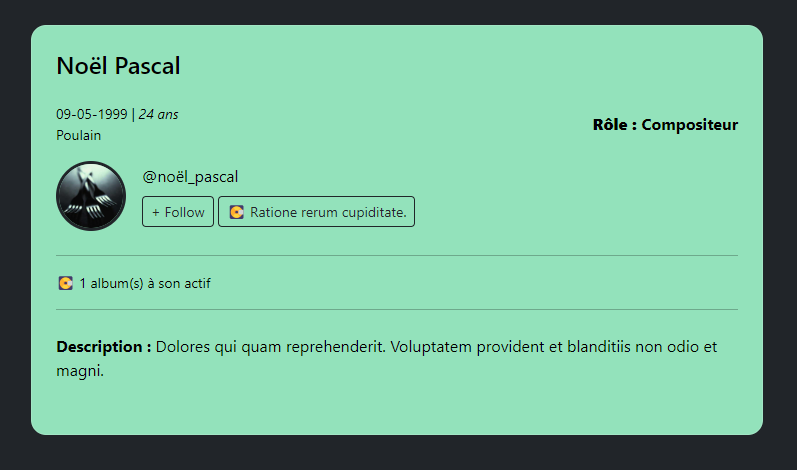 Noël Pascal
09-05-1999 | 24 ans
Poulain
Rôle : Compositeur
@noël_pascal
+ Follow
Ratione rerum cupiditate.
1 album(s) à son actif
Description : Dolores qui quam reprehenderit. Voluptatem provident et blanditiis non odio et
magni.